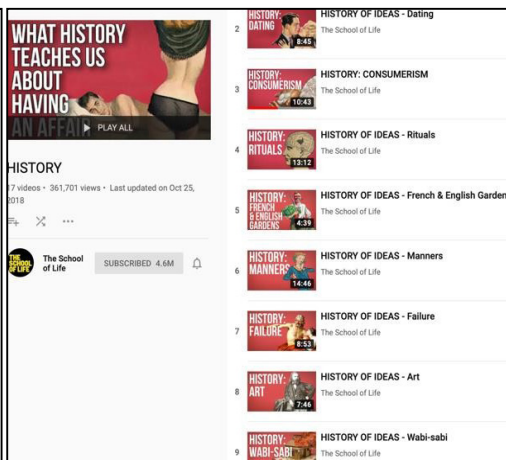 WHAT HISTORY
TEACHES US
ABOUT
HAVING
AN AFFAIR
PLAY ALL
HISTORY
17 videos • 361,701 views • Last updated on Oct 25,
2018
THE
SCHOOL
OF LIFE
The School
of Life
SUBSCRIBED 4.6M
2
HISTORY:
DATING
8:45
HISTORY OF IDEAS - Dating
The School of Life
3
HISTORY:
CONSUMERISM
10:43
HISTORY: CONSUMERISM
The School of Life
4
HISTORY:
RITUALS
13:12
HISTORY OF IDEAS - Rituals
The School of Life
5
HISTORY:
FRENCH
& ENGLISH
GARDENS
4:39
HISTORY OF IDEAS - French & English Garden
The School of Life
6
HISTORY:
MANNERS
14:46
HISTORY OF IDEAS - Manners
The School of Life
7
HISTORY:
FAILURE
8:53
HISTORY OF IDEAS - Failure
The School of Life
8
HISTORY:
ART
7:46
HISTORY OF IDEAS - Art
The School of Life
9
HISTORY:
WABI-SABI
HISTORY OF IDEAS - Wabi-sabi
The School of Life